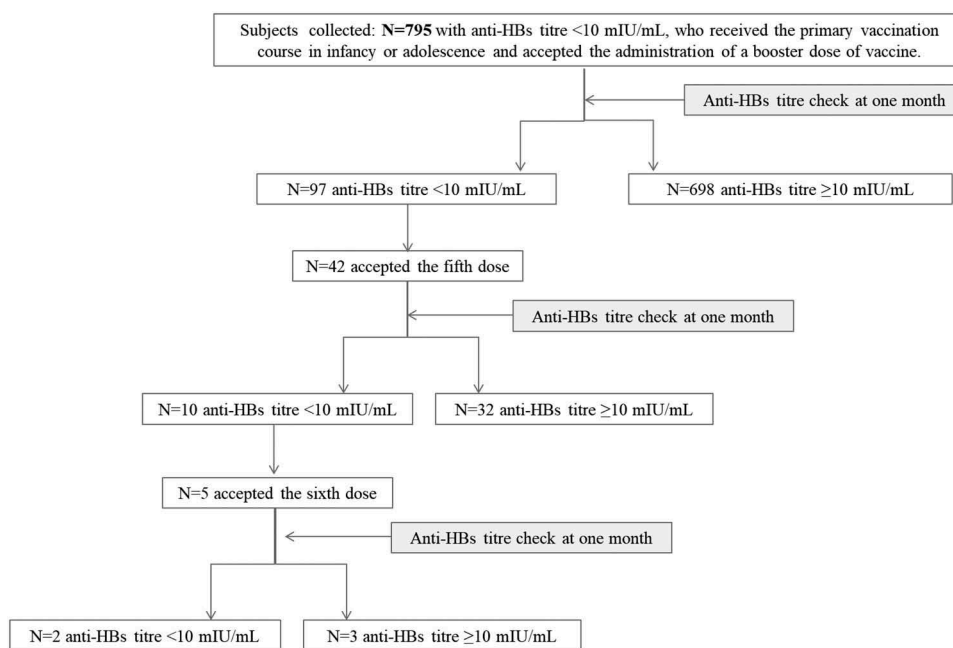 Subjects collected: N=795 with anti-HBs titre <10 mIU/mL, who received the primary vaccination
course in infancy or adolescence and accepted the administration of a booster dose of vaccine.
Anti-HBs titre check at one month
N=97 anti-HBs titre <10 mIU/mL
N=698 anti-HBs titre ≥10 mIU/mL
N=42 accepted the fifth dose
Anti-HBs titre check at one month
N=10 anti-HBs titre <10 mIU/mL
N=32 anti-HBs titre ≥10 mIU/mL
N=5 accepted the sixth dose
Anti-HBs titre check at one month
N=2 anti-HBs titre <10 mIU/mL
N=3 anti-HBs titre ≥10 mIU/mL